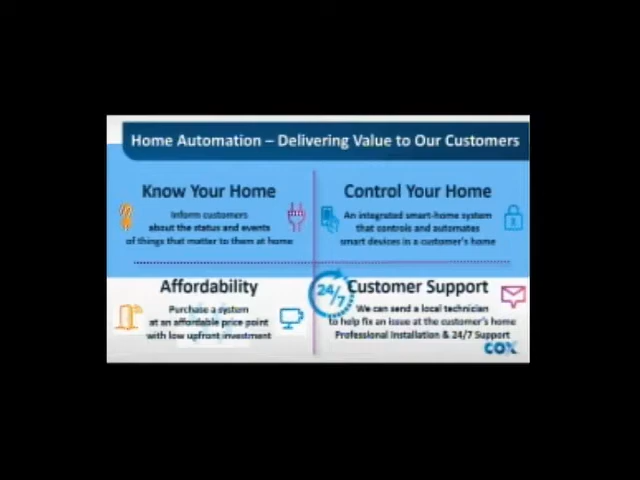 Home Automation – Delivering Value to Our Customers
Know Your Home
Inform customers
about the status and events
of things that matter to them at home
Control Your Home
An integrated smart-home system
that controls and automates
smart devices in a customer's home
Affordability
Purchase a system
at an affordable price point
with low upfront investment
24/7
Customer Support
We can send a local technician
to help fix an issue at the customer's home
Professional Installation & 24/7 Support
COX